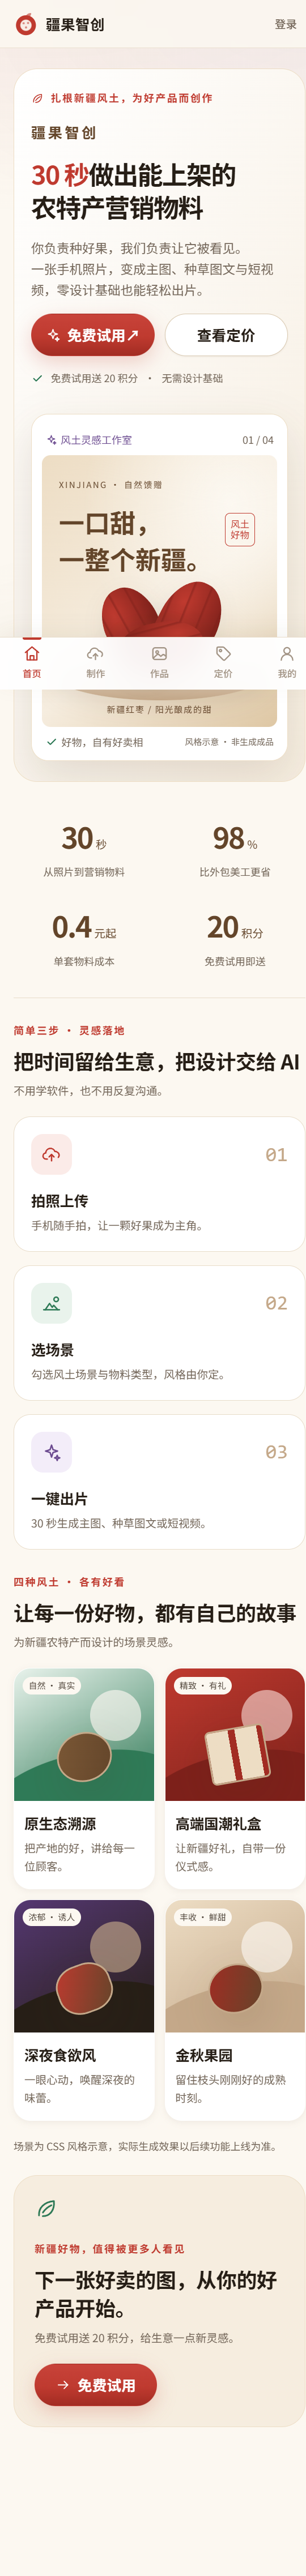 疆果智创
登录
扎根新疆风土，为好产品而创作
疆果智创
30 秒做出能上架的
农特产营销物料
你负责种好果，我们负责让它被看见。
一张手机照片，变成主图、种草图文与短视
频，零设计基础也能轻松出片。
免费试用↗
查看定价
免费试用送 20 积分 · 无需设计基础
风土灵感工作室
01 / 04
XINJIANG · 自然馈赠
一口甜，
一整个新疆。
风土
好物
首页
制作
作品
定价
我的
新疆红枣 / 阳光酿成的甜
好物，自有好卖相
风格示意 · 非生成成品
30 秒
从照片到营销物料
98 %
比外包美工更省
0.4 元起
单套物料成本
20 积分
免费试用即送
简单三步 · 灵感落地
把时间留给生意，把设计交给 AI
不用学软件，也不用反复沟通。
01
拍照上传
手机随手拍，让一颗好果成为主角。
02
选场景
勾选风土场景与物料类型，风格由你定。
03
一键出片
30 秒生成主图、种草图文或短视频。
四种风土 · 各有好看
让每一份好物，都有自己的故事
为新疆农特产而设计的场景灵感。
自然 · 真实
原生态溯源
把产地的好，讲给每一
位顾客。
精致 · 有礼
高端国潮礼盒
让新疆好礼，自带一份
仪式感。
浓郁 · 诱人
深夜食欲风
一眼心动，唤醒深夜的
味蕾。
丰收 · 鲜甜
金秋果园
留住枝头刚刚好的成熟
时刻。
场景为 CSS 风格示意，实际生成效果以后续功能上线为准。
新疆好物，值得被更多人看见
下一张好卖的图，从你的好
产品开始。
免费试用送 20 积分，给生意一点新灵感。
→ 免费试用